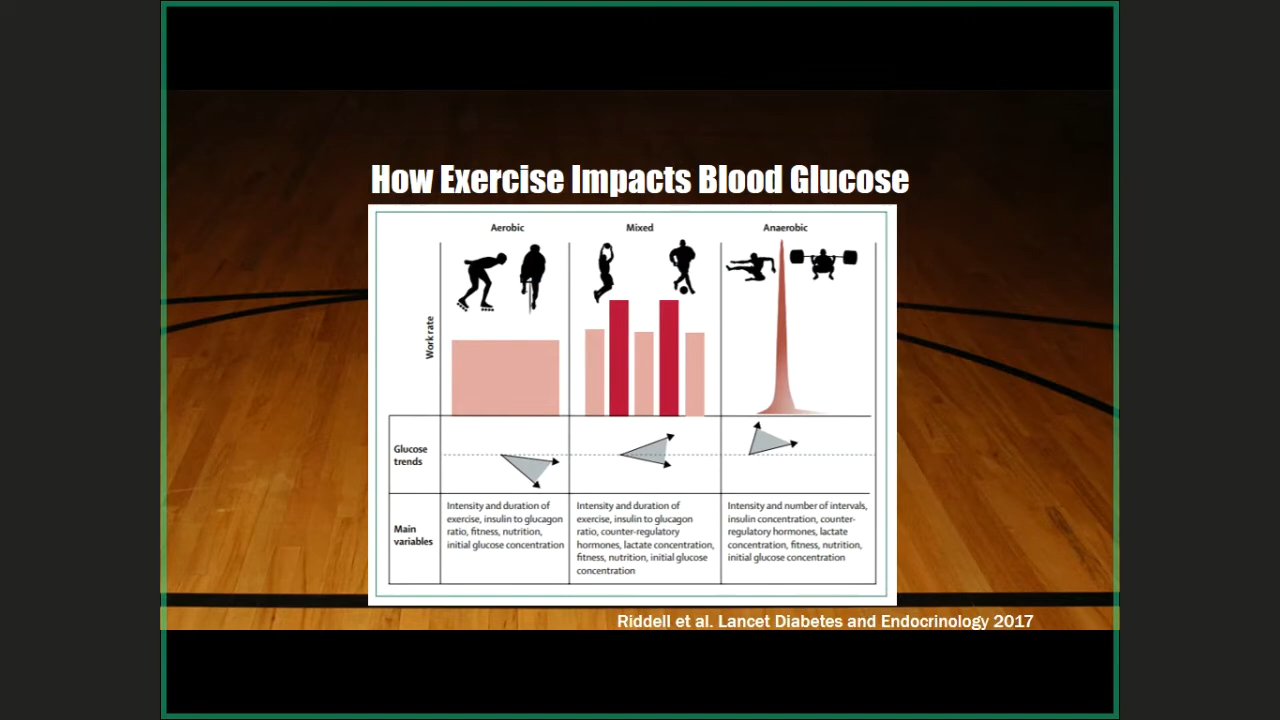 How Exercise Impacts Blood Glucose
Aerobic
Mixed
Anaerobic
Work rate
Glucose
trends
Main
variables
Intensity and duration of
exercise, insulin to glucagon
ratio, fitness, nutrition,
initial glucose concentration
Intensity and duration of
exercise, insulin to glucagon
ratio, counter-regulatory
hormones, lactate concentration,
fitness, nutrition, initial glucose
concentration
Intensity and number of intervals,
insulin concentration, counter-
regulatory hormones, lactate
concentration, fitness, nutrition,
initial glucose concentration
Riddell et al. Lancet Diabetes and Endocrinology 2017